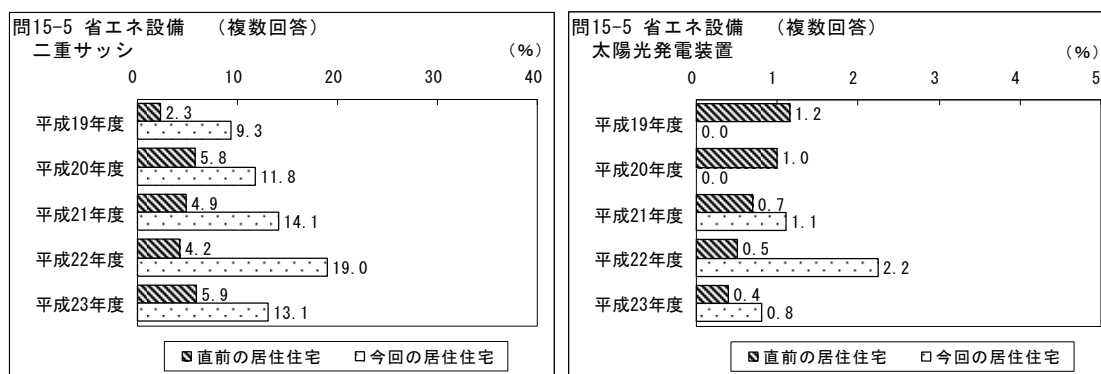 問15-5 省エネ設備 （複数回答）
二重サッシ
(%)
0 10 20 30 40
平成19年度
2.3
9.3
平成20年度
5.8
11.8
平成21年度
4.9
14.1
平成22年度
4.2
19.0
平成23年度
5.9
13.1
直前の居住住宅 今回の居住住宅
問15-5 省エネ設備 （複数回答）
太陽光発電装置
(%)
0 1 2 3 4 5
平成19年度
1.2
0.0
平成20年度
1.0
0.0
平成21年度
0.7
1.1
平成22年度
0.5
2.2
平成23年度
0.4
0.8
直前の居住住宅 今回の居住住宅